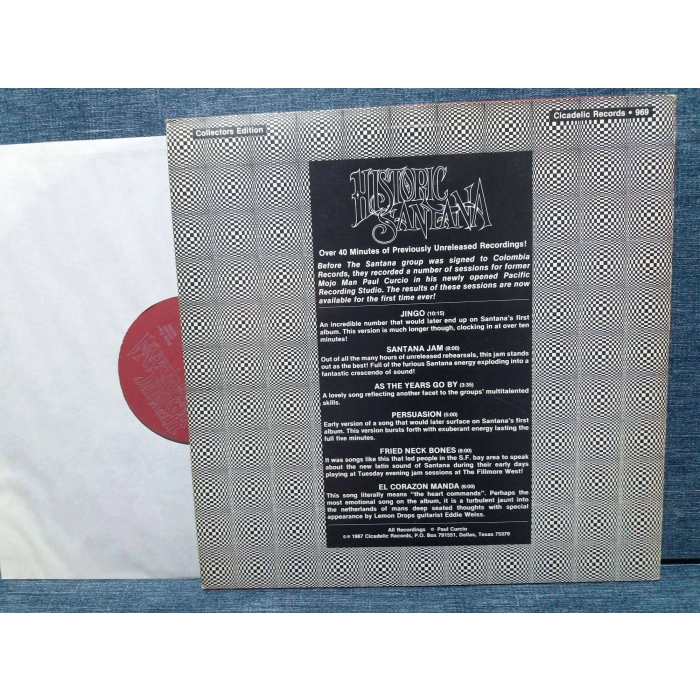 Collectors Edition
Cicadelic Records • 969
HISTORIC
SANTANA
Over 40 Minutes of Previously Unreleased Recordings!
Before The Santana group was signed to Colombia
Records, they recorded a number of sessions for former
Mojo Man Paul Curcio in his newly opened Pacific
Recording Studio. The results of these sessions are now
available for the first time ever!
JINGO (10:15)
An incredible number that would later end up on Santana's first
album. This version is much longer though, clocking in at over ten
minutes!
SANTANA JAM (8:00)
Out of all the many hours of unreleased rehearsals, this jam stands
out as the best! Full of the furious Santana energy exploding into a
fantastic crescendo of sound!
AS THE YEARS GO BY (3:35)
A lovely song reflecting another facet to the groups' multitalented
skills.
PERSUASION (5:00)
Early version of a song that would later surface on Santana's first
album. This version bursts forth with exuberant energy lasting the
full five minutes.
FRIED NECK BONES (8:00)
It was songs like this that led people in the S.F. bay area to speak
about the new latin sound of Santana during their early days
playing at Tuesday evening jam sessions at The Fillmore West!
EL CORAZON MANDA (6:00)
This song literally means "the heart commands". Perhaps the
most emotional song on the album, it is a turbulent jaunt into
the netherlands of mans deep seated thoughts with special
appearance by Lemon Drops guitarist Eddie Weiss.
All Recordings ℗ Paul Curcio
©℗ 1987 Cicadelic Records, P.O. Box 791551, Dallas, Texas 75379